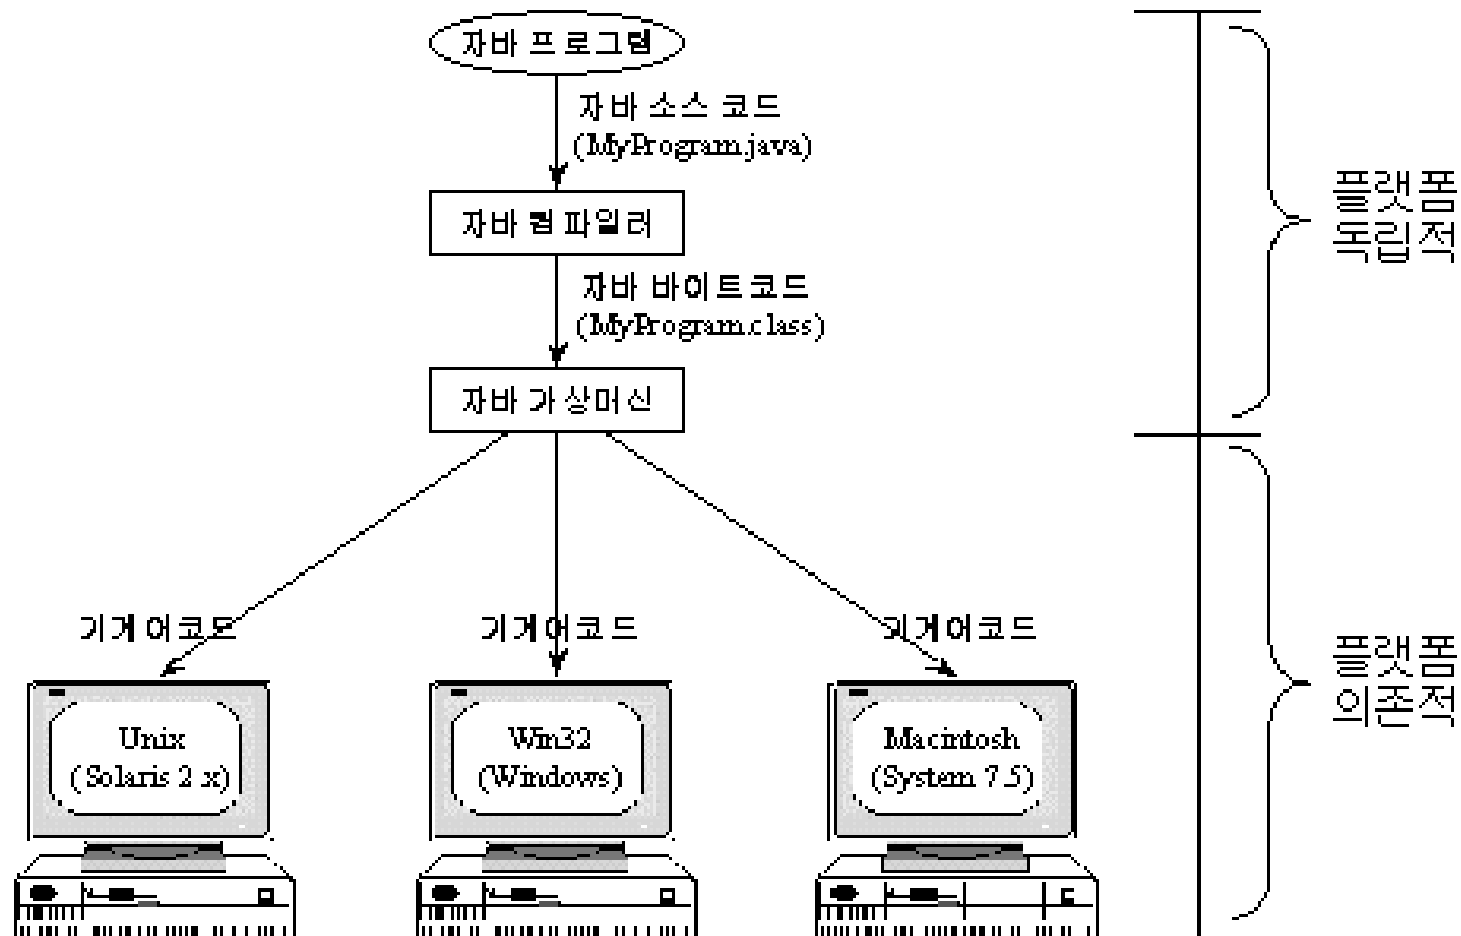 자바 프로그램
자바 소스 코드
(MyProgram.java)
자바 컴파일러
자바 바이트코드
(MyProgram.class)
자바 가상머신
플랫폼
독립적
기계어코드
기계어코드
기계어코드
Unix
(Solaris 2.x)
Win32
(Windows)
Macintosh
(System 7.5)
플랫폼
의존적